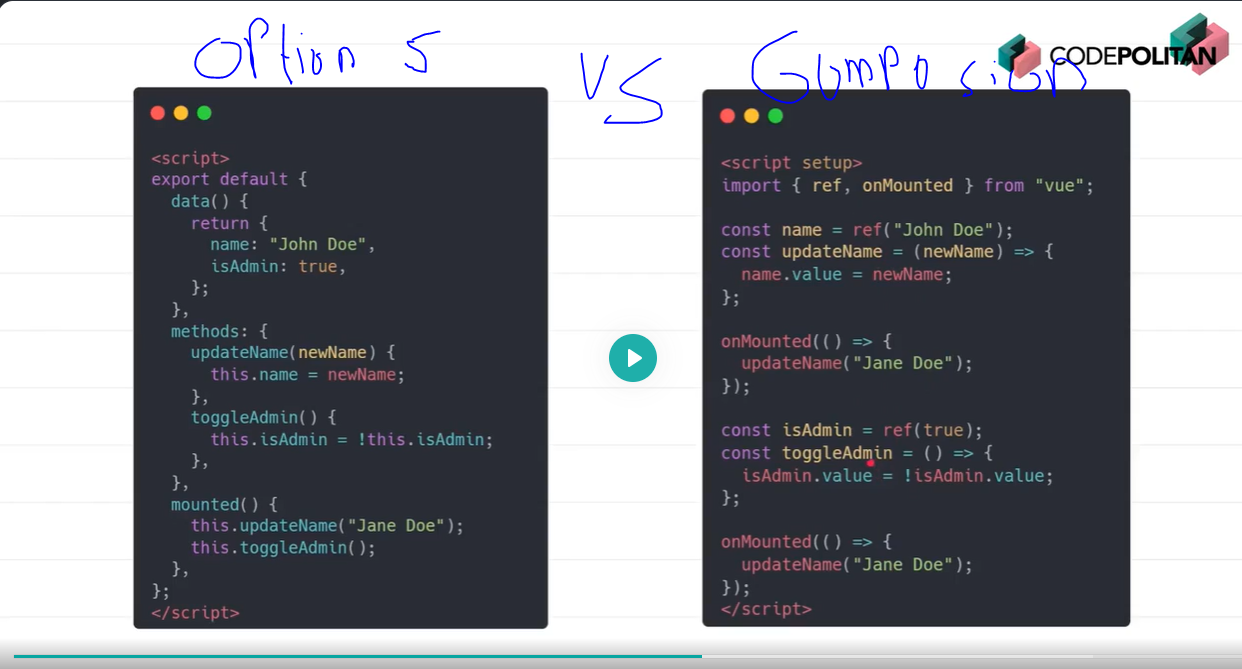 Option S
VS
Gomposion
CODEPOLITAN
<script>
export default {
  data() {
    return {
      name: "John Doe",
      isAdmin: true,
    };
  },
  methods: {
    updateName(newName) {
      this.name = newName;
    },
    toggleAdmin() {
      this.isAdmin = !this.isAdmin;
    },
  },
  mounted() {
    this.updateName("Jane Doe");
    this.toggleAdmin();
  },
};
</script>
<script setup>
import { ref, onMounted } from "vue";

const name = ref("John Doe");
const updateName = (newName) => {
  name.value = newName;
};

onMounted(() => {
  updateName("Jane Doe");
});

const isAdmin = ref(true);
const toggleAdmin = () => {
  isAdmin.value = !isAdmin.value;
};

onMounted(() => {
  updateName("Jane Doe");
});
</script>